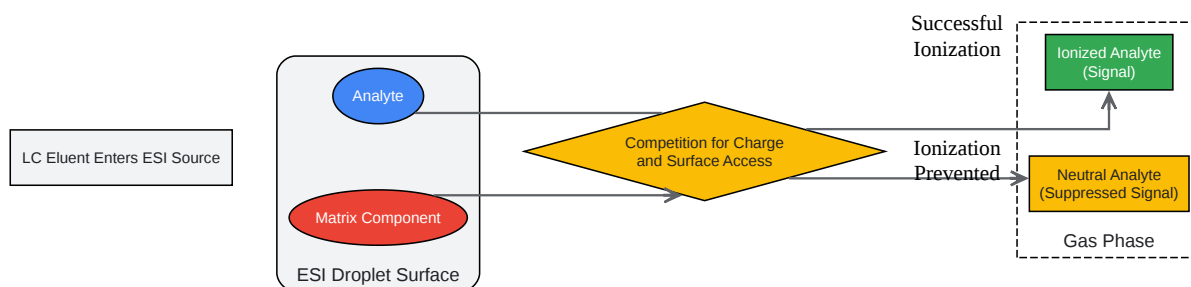 LC Eluent Enters ESI Source
Analyte
Matrix Component
ESI Droplet Surface
Competition for Charge
and Surface Access
Successful
Ionization
Ionization
Prevented
Ionized Analyte
(Signal)
Neutral Analyte
(Suppressed Signal)
Gas Phase